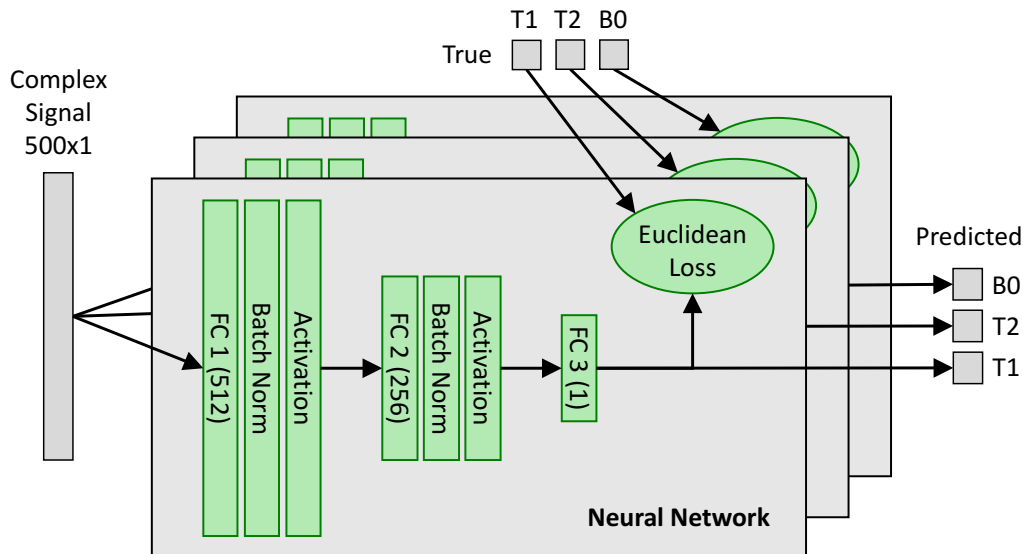 T1 T2 B0
True
Complex
Signal
500x1
FC 1 (512)
Batch Norm
Activation
FC 2 (256)
Batch Norm
Activation
FC 3 (1)
Euclidean
Loss
Predicted
B0
T2
T1
Neural Network